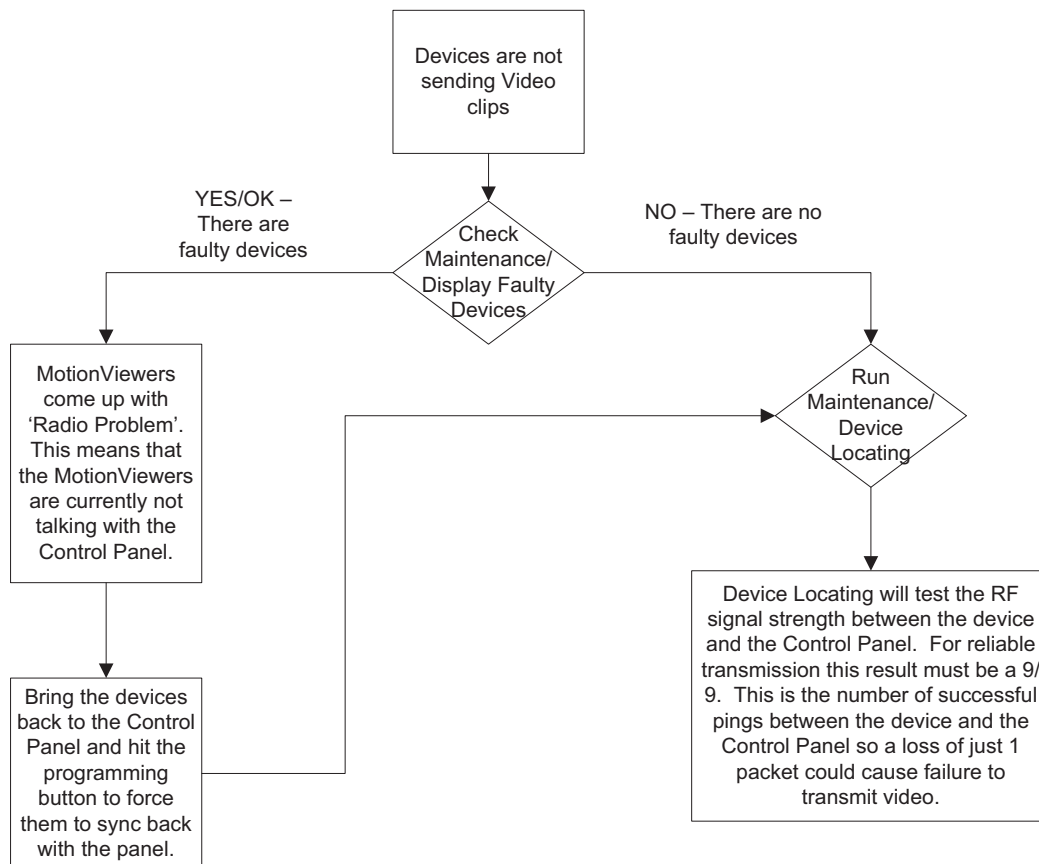 Devices are not
sending Video
clips
YES/OK –
There are
faulty devices
NO – There are no
faulty devices
Check
Maintenance/
Display Faulty
Devices
MotionViewers
come up with
‘Radio Problem’.
This means that
the MotionViewers
are currently not
talking with the
Control Panel.
Run
Maintenance/
Device
Locating
Bring the devices
back to the Control
Panel and hit the
programming
button to force
them to sync back
with the panel.
Device Locating will test the RF
signal strength between the device
and the Control Panel.  For reliable
transmission this result must be a 9/
9.  This is the number of successful
pings between the device and the
Control Panel so a loss of just 1
packet could cause failure to
transmit video.